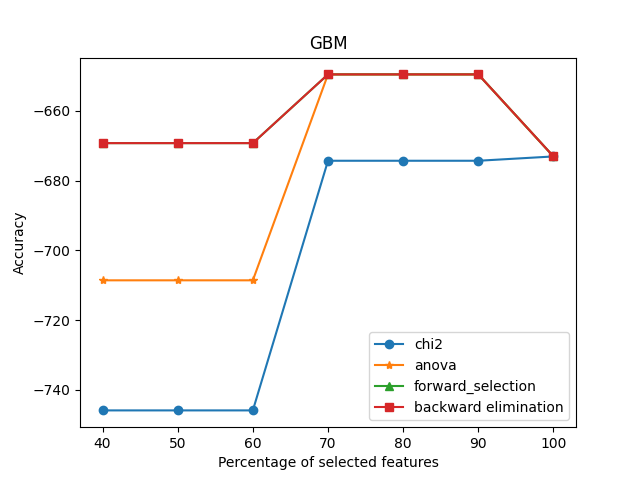 GBM
Accuracy
−660
−680
−700
−720
−740
chi2
anova
forward_selection
backward elimination
40 50 60 70 80 90 100
Percentage of selected features